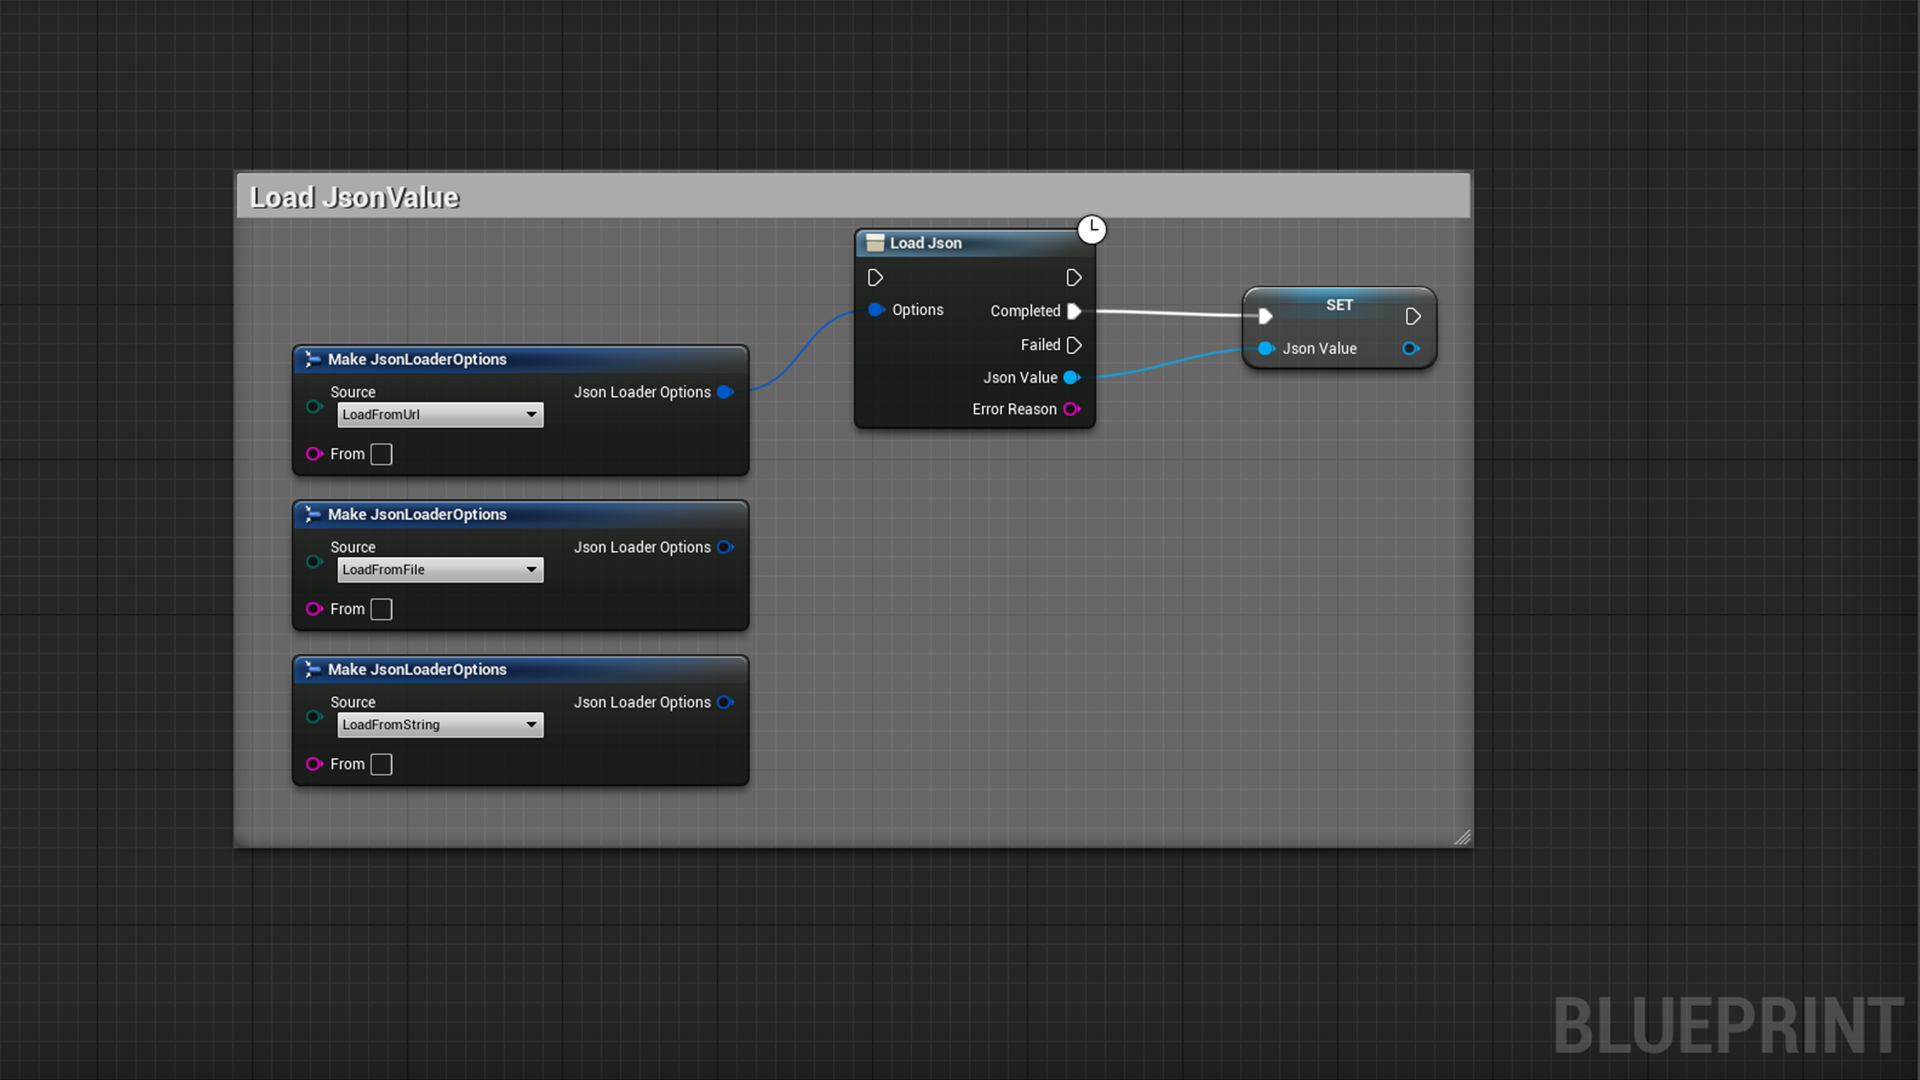 Load JsonValue
Load Json
Options
Completed
Failed
Json Value
Error Reason
SET
Json Value
Make JsonLoaderOptions
Source
Json Loader Options
LoadFromUrl
From
Make JsonLoaderOptions
Source
Json Loader Options
LoadFromFile
From
Make JsonLoaderOptions
Source
Json Loader Options
LoadFromString
From
BLUEPRINT